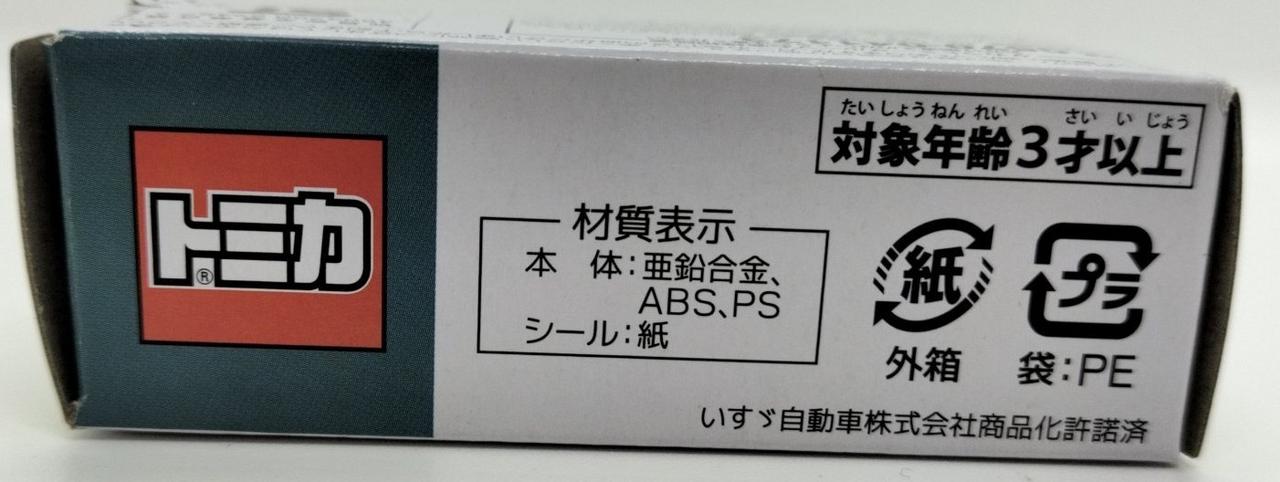 トミカ®
たいしょうねんれい さいいじょう
対象年齢3才以上
材質表示
本 体:亜鉛合金、
ABS、PS
シール:紙
紙
外箱
プラ
袋:PE
いすゞ自動車株式会社商品化許諾済